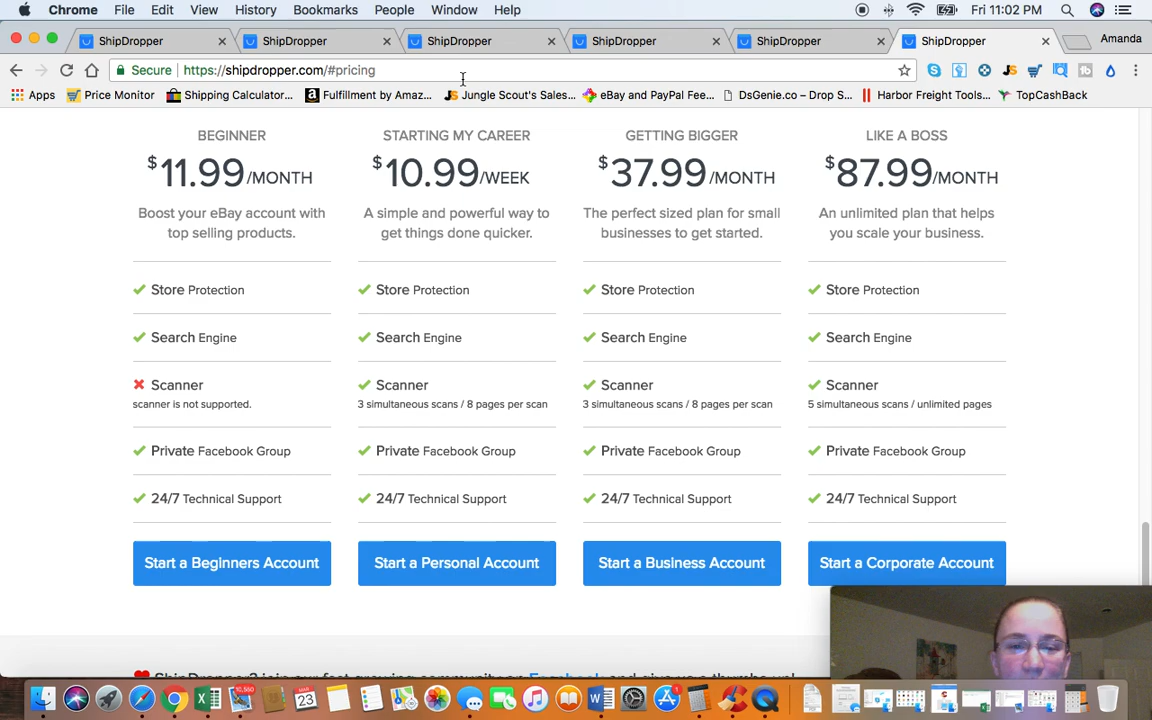 Chrome File Edit View History Bookmarks People Window Help Fri 11:02 PM
ShipDropper ShipDropper ShipDropper ShipDropper ShipDropper ShipDropper Amanda
Secure https://shipdropper.com/#pricing
Apps Price Monitor Shipping Calculator... Fulfillment by Amaz... Jungle Scout's Sales... eBay and PayPal Fee... DsGenie.co – Drop S... Harbor Freight Tools... TopCashBack
BEGINNER STARTING MY CAREER GETTING BIGGER LIKE A BOSS
$11.99/MONTH $10.99/WEEK $37.99/MONTH $87.99/MONTH
Boost your eBay account with A simple and powerful way to The perfect sized plan for small An unlimited plan that helps
top selling products. get things done quicker. businesses to get started. you scale your business.
Store Protection Store Protection Store Protection Store Protection
Search Engine Search Engine Search Engine Search Engine
Scanner Scanner Scanner Scanner
scanner is not supported. 3 simultaneous scans / 8 pages per scan 3 simultaneous scans / 8 pages per scan 5 simultaneous scans / unlimited pages
Private Facebook Group Private Facebook Group Private Facebook Group Private Facebook Group
24/7 Technical Support 24/7 Technical Support 24/7 Technical Support 24/7 Technical Support
Start a Beginners Account Start a Personal Account Start a Business Account Start a Corporate Account